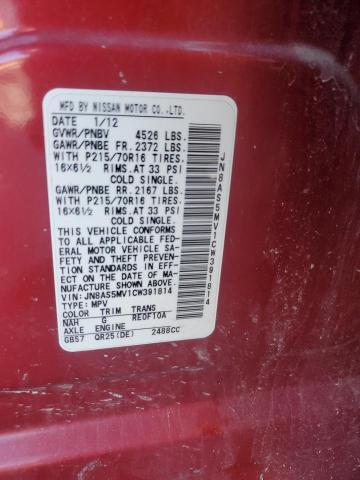 MFD BY NISSAN MOTOR CO.,LTD.
DATE 1/12
GVWR/PNBV 4526 LBS.
GAWR/PNBE FR. 2372 LBS.
WITH P215/70R16 TIRES.
16X6½ RIMS.AT 33 PSI
COLD SINGLE.
GAWR/PNBE RR. 2167 LBS.
WITH P215/70R16 TIRES.
16X6½ RIMS.AT 33 PSI
COLD SINGLE.
THIS VEHICLE CONFORMS
TO ALL APPLICABLE FED-
ERAL MOTOR VEHICLE SA-
FETY AND THEFT PREVENTION
STANDARDS IN EFFECT
ON THE DATE OF MA-
NUFACTURE SHOWN ABOVE.
VIN:JN8AS5MV1CW391814
TYPE:MPV
COLOR TRIM TRANS
NAH G RE0F10A
AXLE ENGINE
GB57 QR25(DE) 2488CC
JN8AS5MV1CW391814